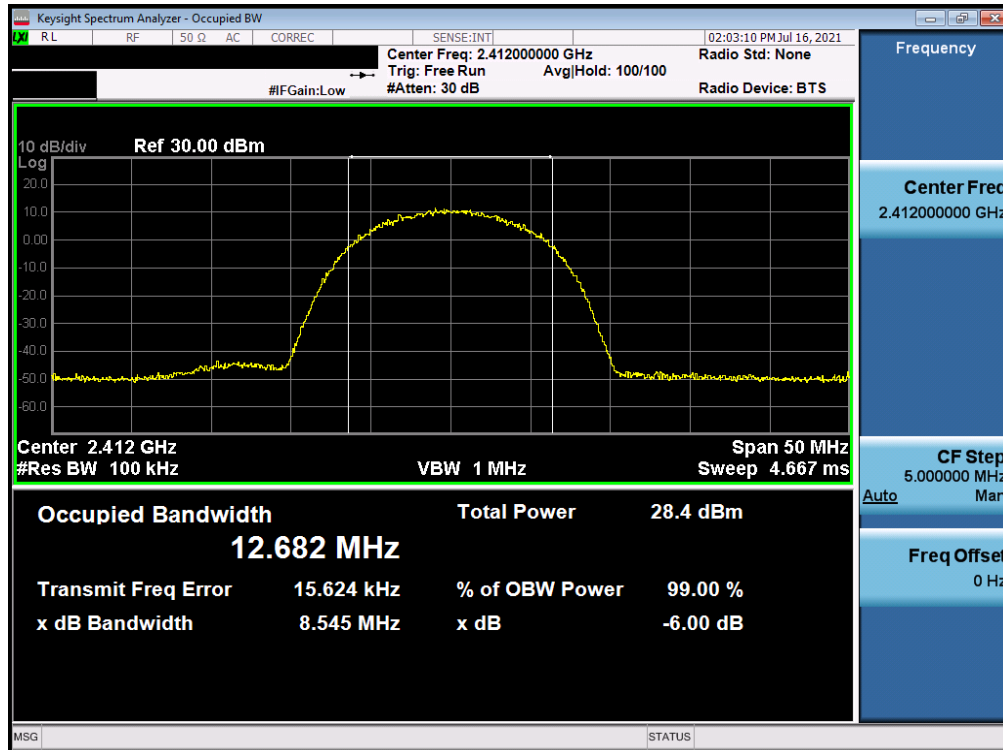 Keysight Spectrum Analyzer - Occupied BW
LXI RL RF 50 Ω AC CORREC SENSE:INT 02:03:10 PM Jul 16, 2021
Center Freq: 2.412000000 GHz Radio Std: None
Trig: Free Run Avg|Hold: 100/100
#IFGain:Low #Atten: 30 dB Radio Device: BTS
10 dB/div Ref 30.00 dBm
Log
20.0
10.0
0.00
-10.0
-20.0
-30.0
-40.0
-50.0
-60.0
Center 2.412 GHz Span 50 MHz
#Res BW 100 kHz VBW 1 MHz Sweep 4.667 ms
Occupied Bandwidth Total Power 28.4 dBm
12.682 MHz
Transmit Freq Error 15.624 kHz % of OBW Power 99.00 %
x dB Bandwidth 8.545 MHz x dB -6.00 dB
MSG STATUS
Frequency
Center Freq
2.412000000 GHz
CF Step
5.000000 MHz
Auto Man
Freq Offset
0 Hz